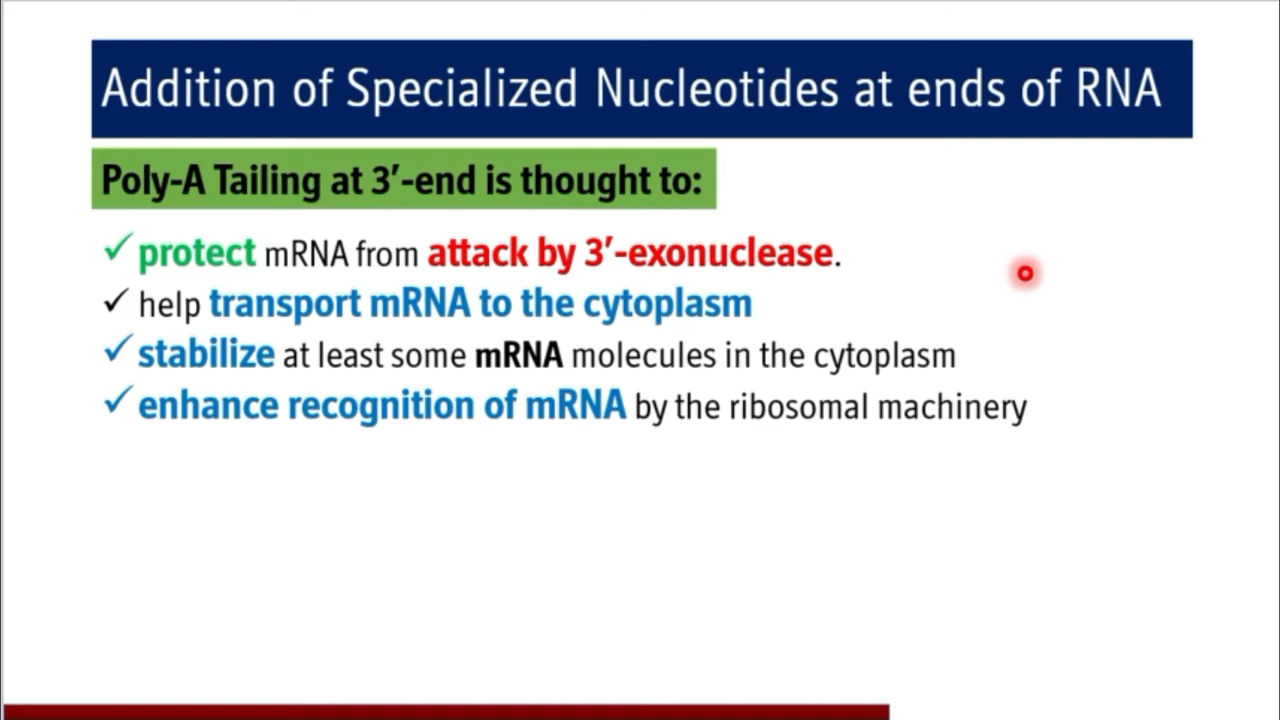 Addition of Specialized Nucleotides at ends of RNA
Poly-A Tailing at 3′-end is thought to:
✓ protect mRNA from attack by 3′-exonuclease.
✓ help transport mRNA to the cytoplasm
✓ stabilize at least some mRNA molecules in the cytoplasm
✓ enhance recognition of mRNA by the ribosomal machinery